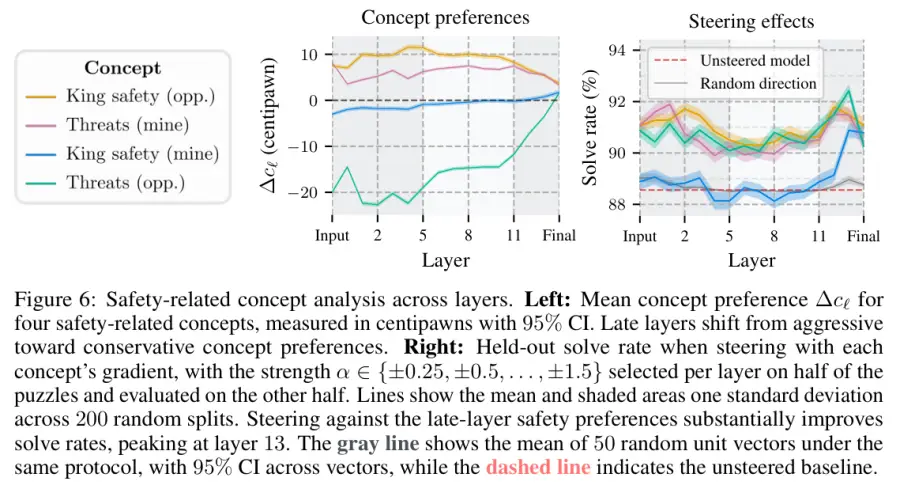 Concept preferences
Steering effects
Concept
King safety (opp.)
Threats (mine)
King safety (mine)
Threats (opp.)
Δcℓ (centipawn)
10
0
−10
−20
Input 2 5 8 11 Final
Layer
Solve rate (%)
94
92
90
88
Unsteered model
Random direction
Input 2 5 8 11 Final
Layer
Figure 6: Safety-related concept analysis across layers. Left: Mean concept preference Δcℓ for
four safety-related concepts, measured in centipawns with 95% CI. Late layers shift from aggressive
toward conservative concept preferences. Right: Held-out solve rate when steering with each
concept's gradient, with the strength α ∈ {±0.25, ±0.5, . . . , ±1.5} selected per layer on half of the
puzzles and evaluated on the other half. Lines show the mean and shaded areas one standard deviation
across 200 random splits. Steering against the late-layer safety preferences substantially improves
solve rates, peaking at layer 13. The gray line shows the mean of 50 random unit vectors under the
same protocol, with 95% CI across vectors, while the dashed line indicates the unsteered baseline.